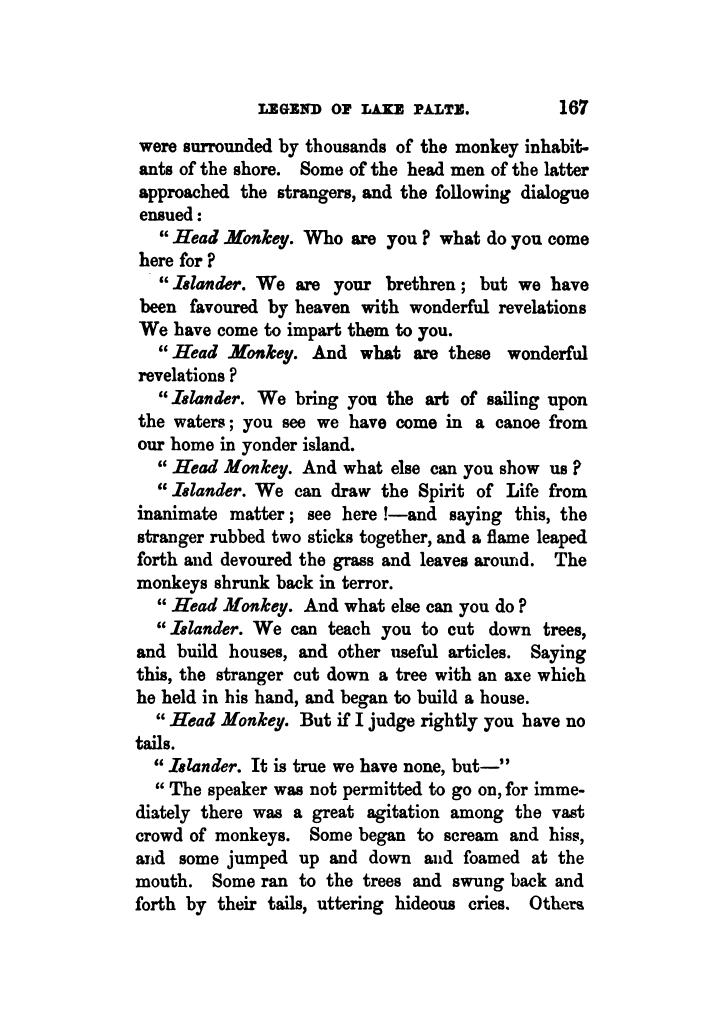 LEGEND OF LAKE PALTE. 167
were surrounded by thousands of the monkey inhabit-
ants of the shore. Some of the head men of the latter
approached the strangers, and the following dialogue
ensued :
“ Head Monkey. Who are you ? what do you come
here for ?
“ Islander. We are your brethren ; but we have
been favoured by heaven with wonderful revelations
We have come to impart them to you.
“ Head Monkey. And what are these wonderful
revelations ?
“ Islander. We bring you the art of sailing upon
the waters ; you see we have come in a canoe from
our home in yonder island.
“ Head Monkey. And what else can you show us ?
“ Islander. We can draw the Spirit of Life from
inanimate matter ; see here !—and saying this, the
stranger rubbed two sticks together, and a flame leaped
forth and devoured the grass and leaves around. The
monkeys shrunk back in terror.
“ Head Monkey. And what else can you do ?
“ Islander. We can teach you to cut down trees,
and build houses, and other useful articles. Saying
this, the stranger cut down a tree with an axe which
he held in his hand, and began to build a house.
“ Head Monkey. But if I judge rightly you have no
tails.
“ Islander. It is true we have none, but—”
“ The speaker was not permitted to go on, for imme-
diately there was a great agitation among the vast
crowd of monkeys. Some began to scream and hiss,
and some jumped up and down and foamed at the
mouth. Some ran to the trees and swung back and
forth by their tails, uttering hideous cries. Others